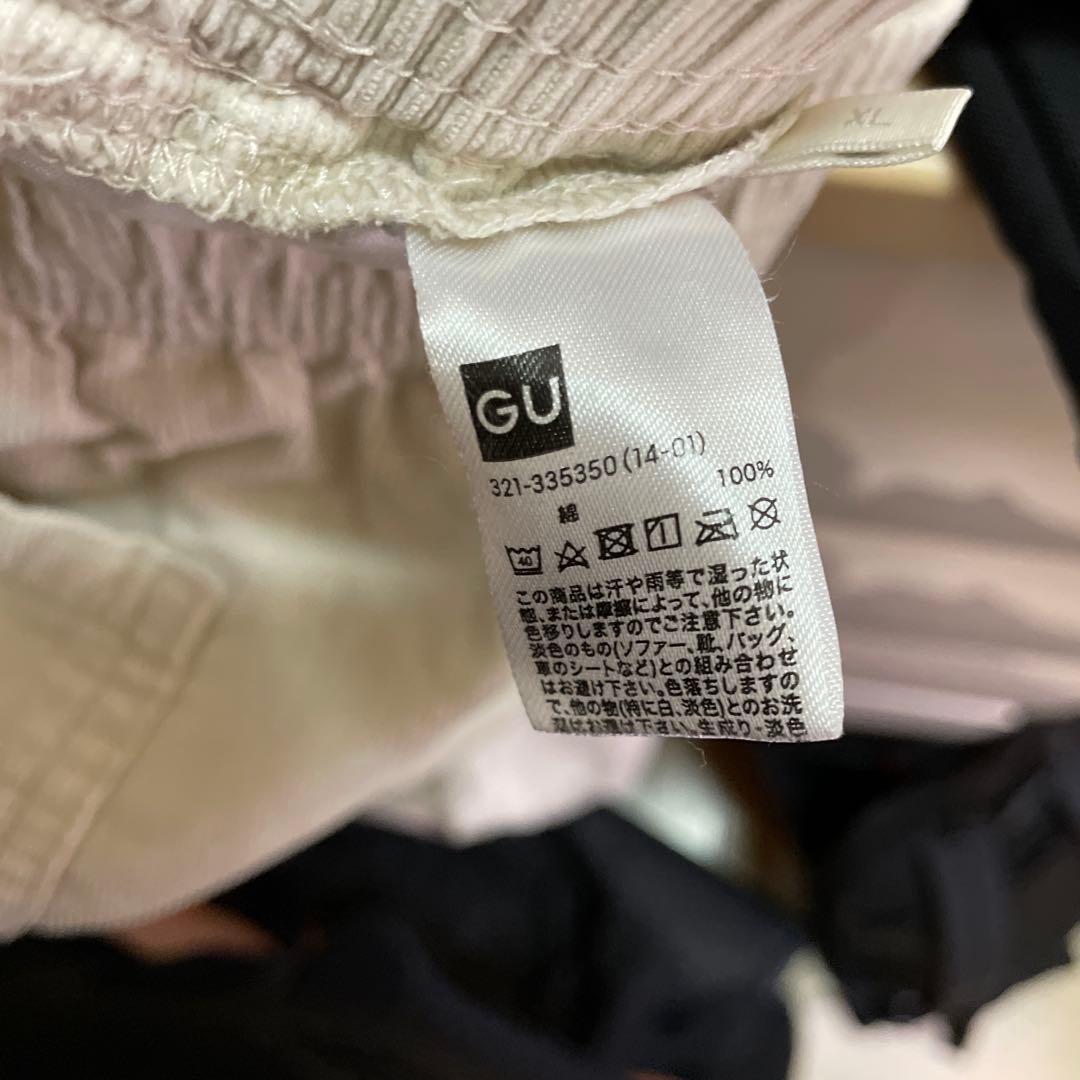 XL
GU
321-335350(14-01)
綿 100%
40
この商品は汗や雨等で湿った状
態、または摩擦によって、他の物に
色移りしますのでご注意下さい。
淡色のもの(ソファー、靴、バッグ、
車のシートなど)との組み合わせ
はお避け下さい。色落ちしますの
で、他の物(特に白、淡色)とのお洗
濯はお避け下さい。生成り・淡色